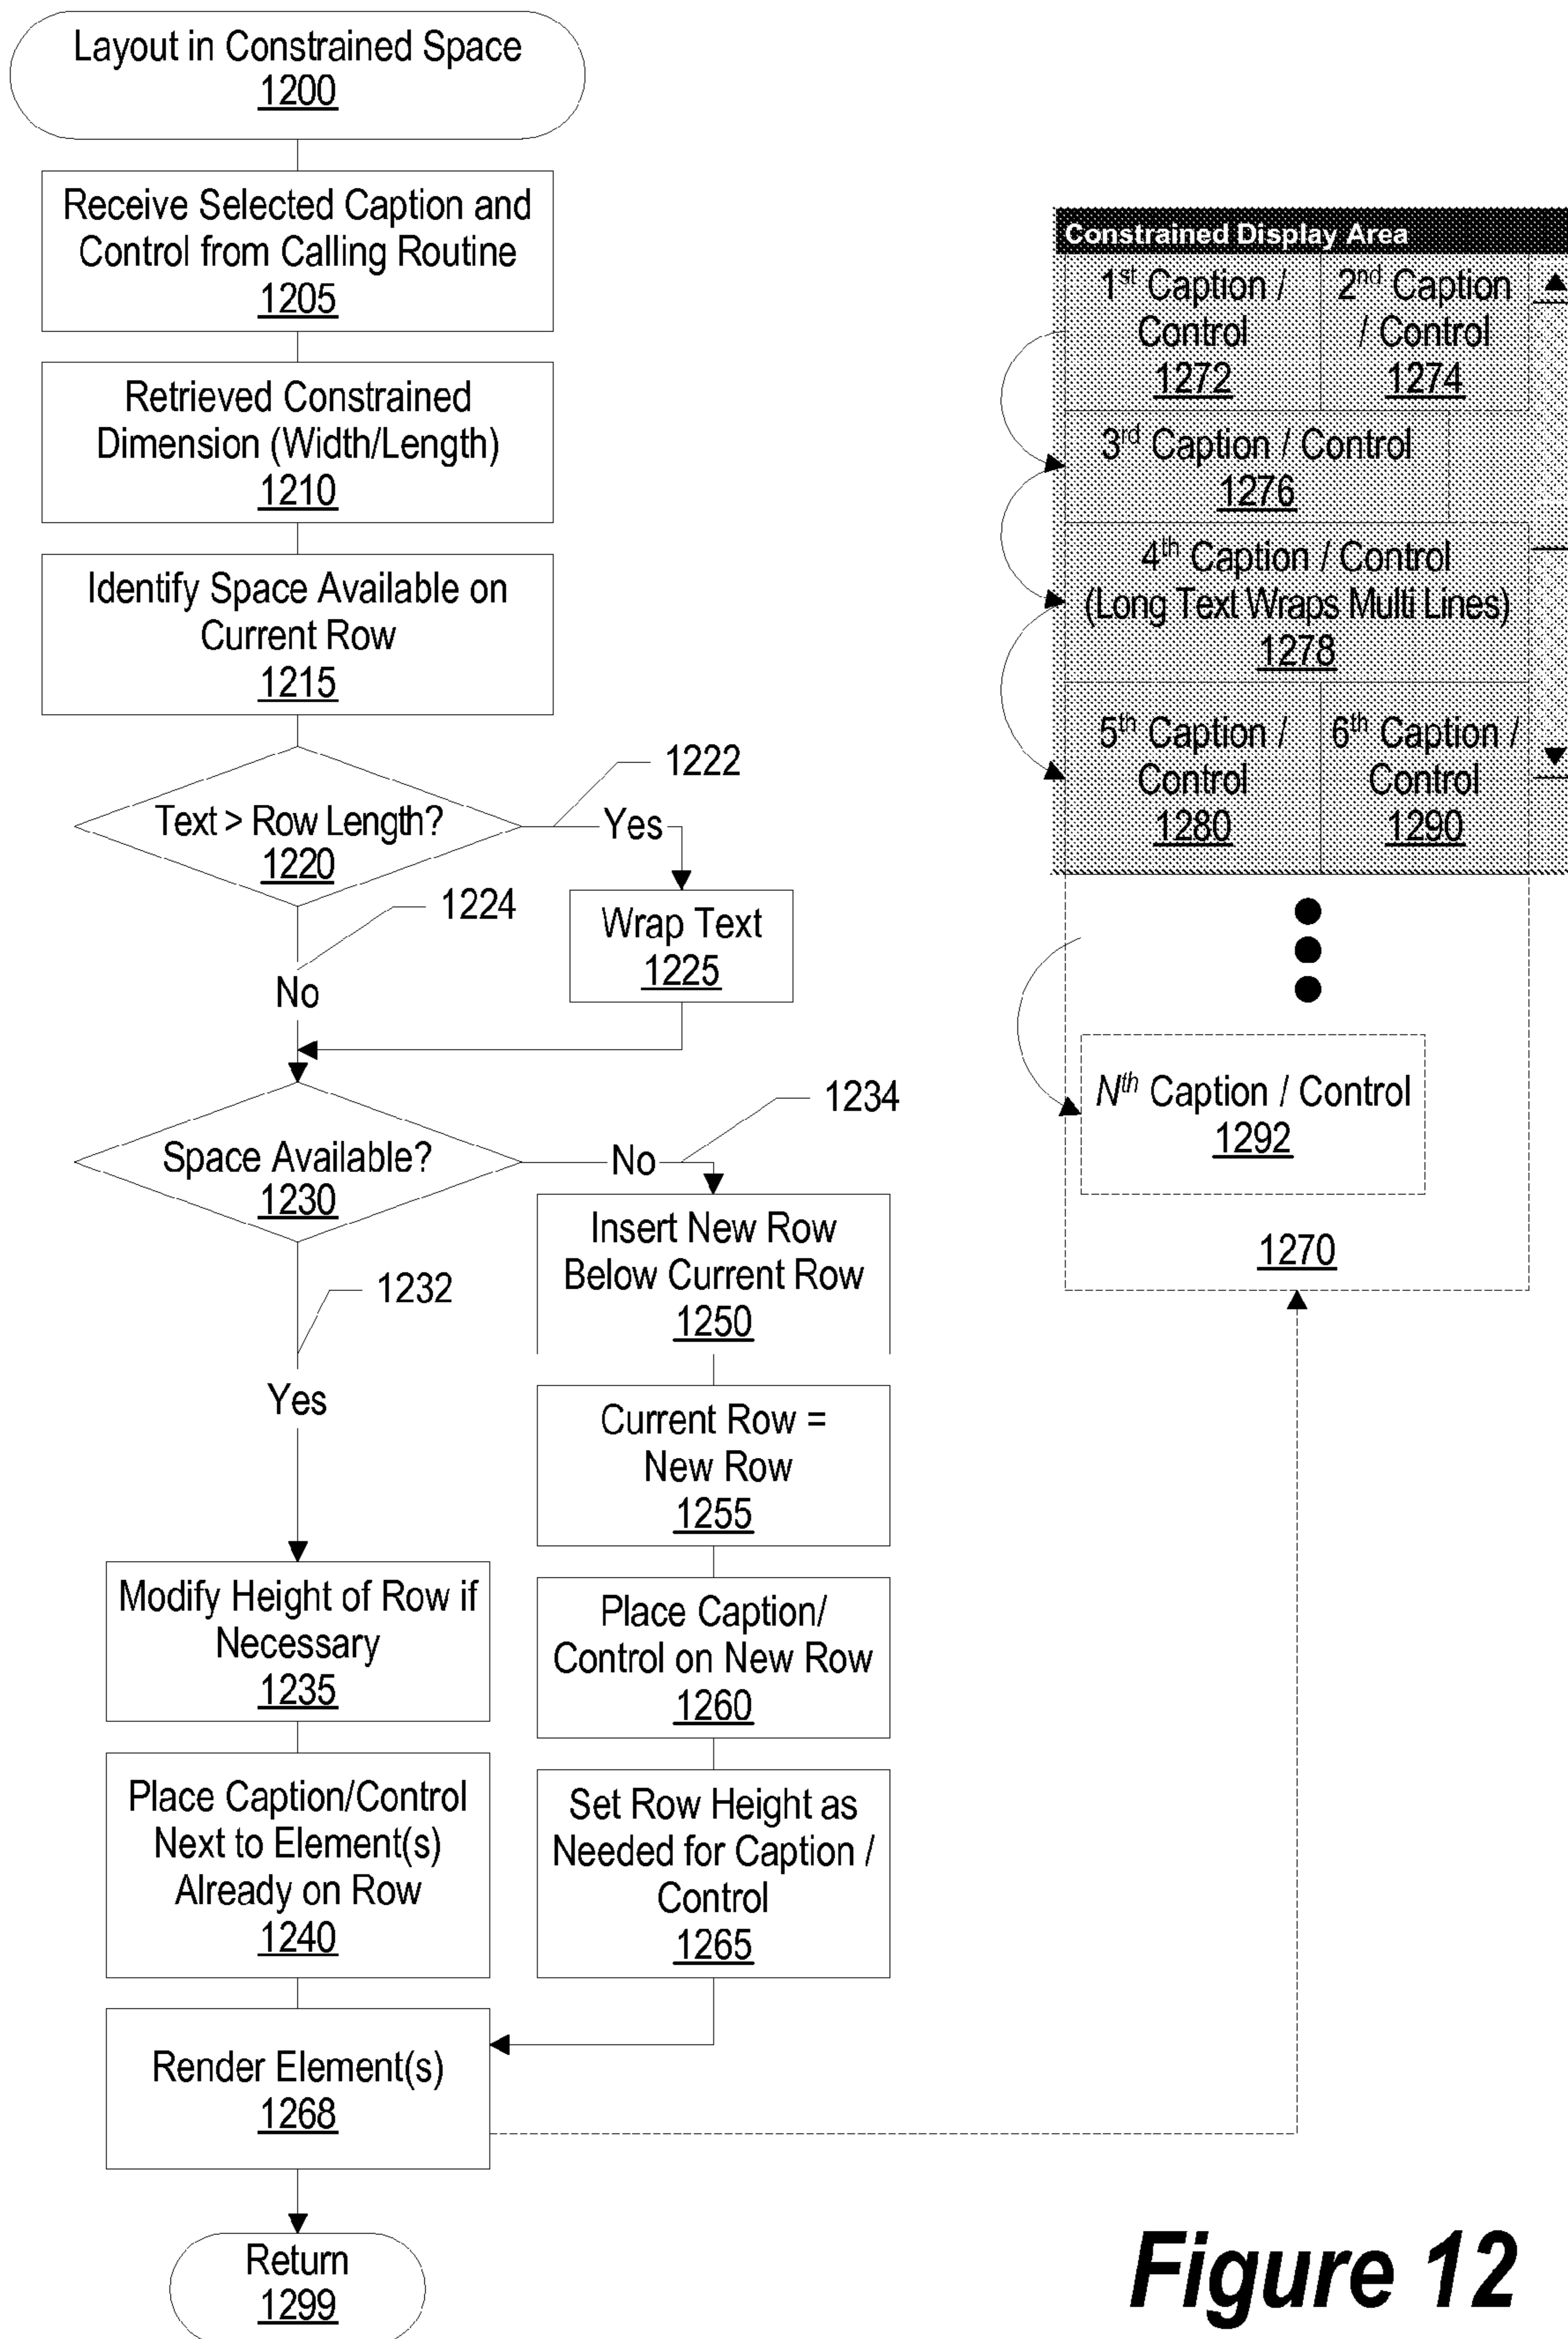 Layout in Constrained Space
1200
Receive Selected Caption and
Control from Calling Routine
1205
Retrieved Constrained
Dimension (Width/Length)
1210
Identify Space Available on
Current Row
1215
Text > Row Length?
1220
1222
Yes
1224
No
Wrap Text
1225
Space Available?
1230
1234
No
1232
Yes
Insert New Row
Below Current Row
1250
Current Row =
New Row
1255
Modify Height of Row if
Necessary
1235
Place Caption/
Control on New Row
1260
Place Caption/Control
Next to Element(s)
Already on Row
1240
Set Row Height as
Needed for Caption /
Control
1265
Render Element(s)
1268
Return
1299
Constrained Display Area
1st Caption /
Control
1272
2nd Caption
/ Control
1274
3rd Caption / Control
1276
4th Caption / Control
(Long Text Wraps Multi Lines)
1278
5th Caption /
Control
1280
6th Caption /
Control
1290
Nth Caption / Control
1292
1270
Figure 12